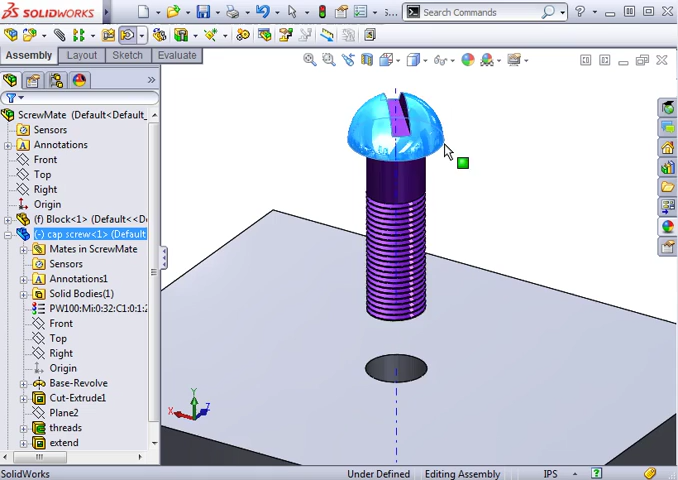 SOLIDWORKS
S...
Search Commands
Assembly
Layout
Sketch
Evaluate
ScrewMate (Default<Default_
Sensors
Annotations
Front
Top
Right
Origin
(f) Block<1> (Default<<Def
(-) cap screw<1> (Default
Mates in ScrewMate
Sensors
Annotations1
Solid Bodies(1)
PW100:Mi:0:32:C1:0:1:2
Front
Top
Right
Origin
Base-Revolve
Cut-Extrude1
Plane2
threads
extend
Y
X
Z
SolidWorks
Under Defined
Editing Assembly
IPS